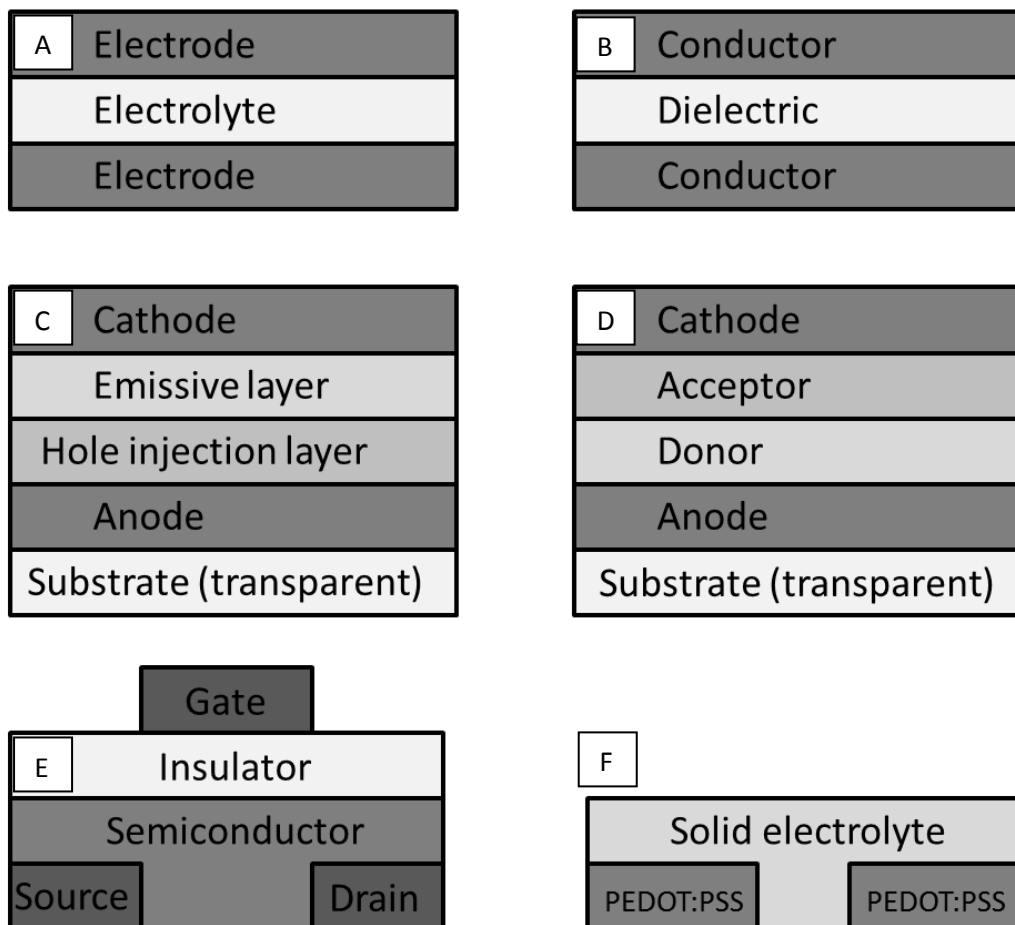 A Electrode
Electrolyte
Electrode
B Conductor
Dielectric
Conductor
C Cathode
Emissive layer
Hole injection layer
Anode
Substrate (transparent)
D Cathode
Acceptor
Donor
Anode
Substrate (transparent)
Gate
E Insulator
Semiconductor
Source Drain
F
Solid electrolyte
PEDOT:PSS PEDOT:PSS